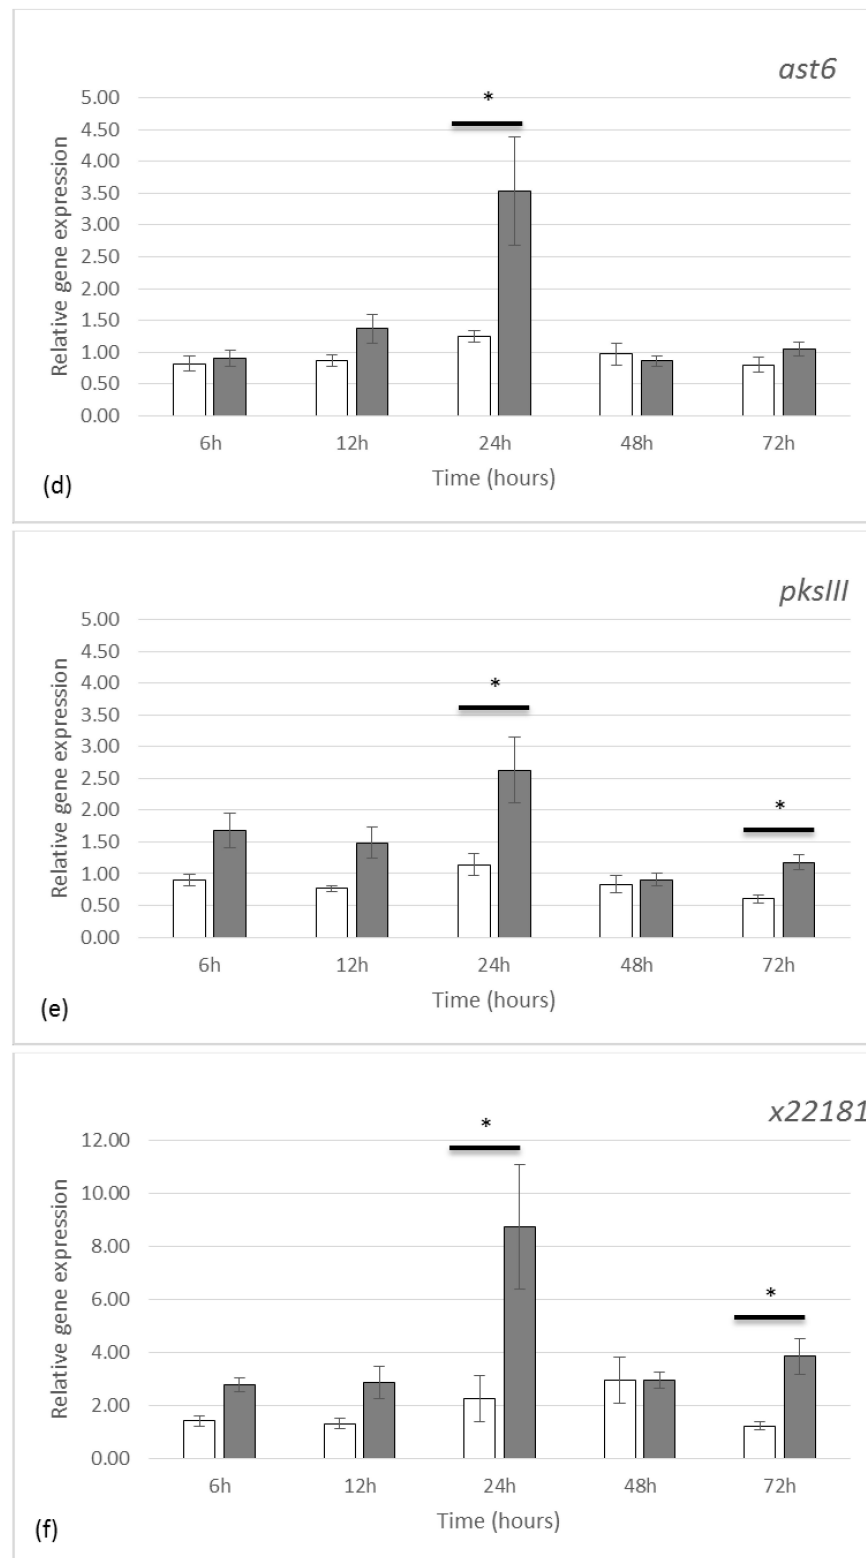 ast6
*
5.00
4.50
4.00
3.50
3.00
2.50
2.00
1.50
1.00
0.50
0.00
Relative gene expression
6h 12h 24h 48h 72h
Time (hours)
(d)
pksIII
5.00
4.50
4.00
3.50
3.00
2.50
2.00
1.50
1.00
0.50
0.00
*
*
Relative gene expression
6h 12h 24h 48h 72h
Time (hours)
(e)
x22181
*
12.00
10.00
8.00
6.00
4.00
2.00
0.00
*
Relative gene expression
6h 12h 24h 48h 72h
Time (hours)
(f)